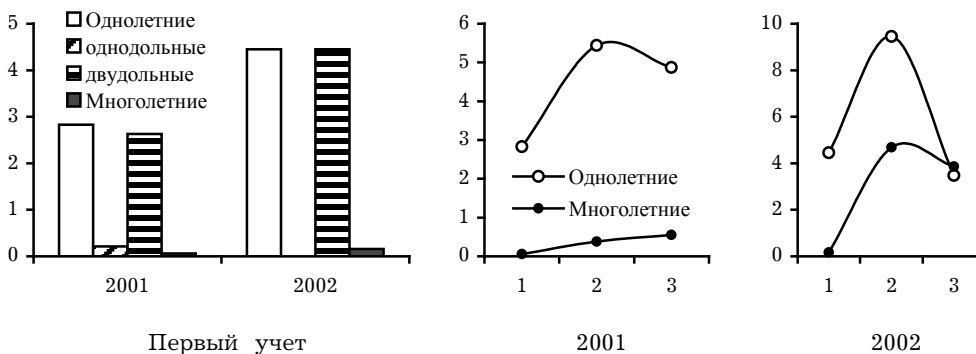 5
4
3
2
1
0
Однолетние
однодольные
двудольные
Многолетние
2001 2002
Первый учет
6
5
4
3
2
1
0
Однолетние
Многолетние
1 2 3
2001
10
8
6
4
2
0
1 2 3
2002